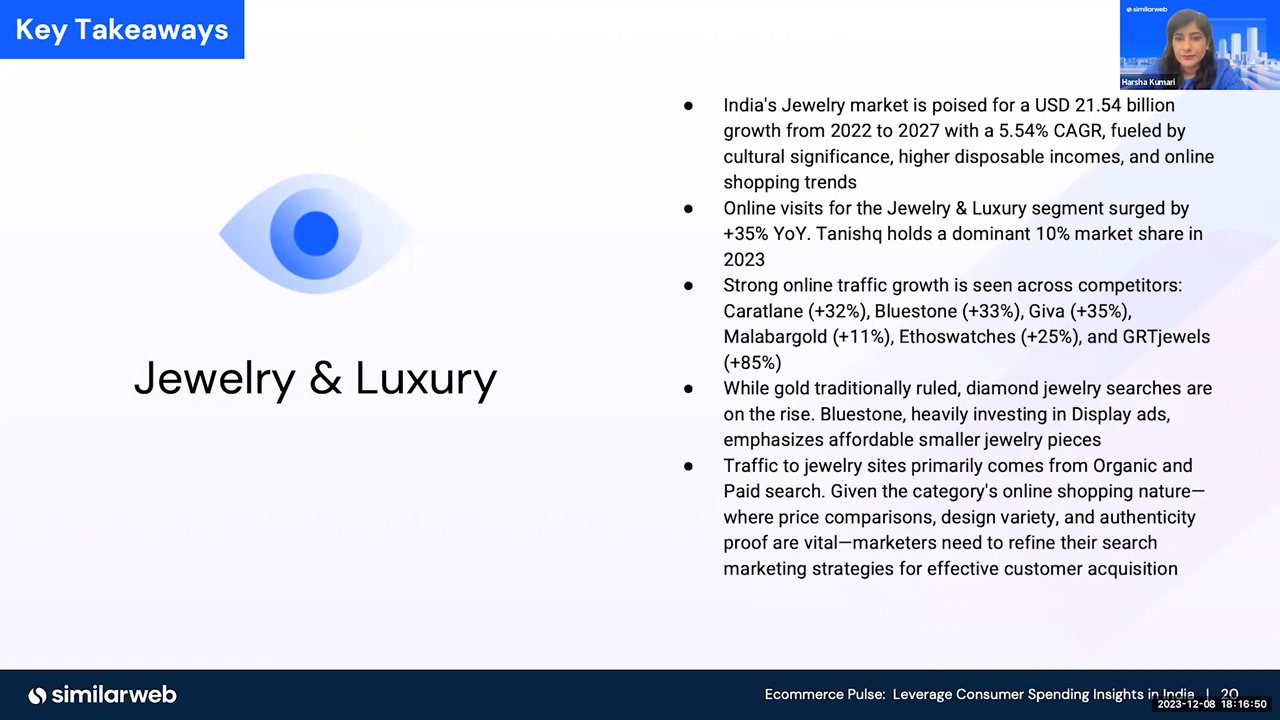 Key Takeaways
similarweb
Harsha Kumari
● India's Jewelry market is poised for a USD 21.54 billion
growth from 2022 to 2027 with a 5.54% CAGR, fueled by
cultural significance, higher disposable incomes, and online
shopping trends
● Online visits for the Jewelry & Luxury segment surged by
+35% YoY. Tanishq holds a dominant 10% market share in
2023
● Strong online traffic growth is seen across competitors:
Caratlane (+32%), Bluestone (+33%), Giva (+35%),
Malabargold (+11%), Ethoswatches (+25%), and GRTjewels
(+85%)
● While gold traditionally ruled, diamond jewelry searches are
on the rise. Bluestone, heavily investing in Display ads,
emphasizes affordable smaller jewelry pieces
● Traffic to jewelry sites primarily comes from Organic and
Paid search. Given the category's online shopping nature—
where price comparisons, design variety, and authenticity
proof are vital—marketers need to refine their search
marketing strategies for effective customer acquisition
Jewelry & Luxury
similarweb
Ecommerce Pulse: Leverage Consumer Spending Insights in India | 20
2023-12-08 18:16:50